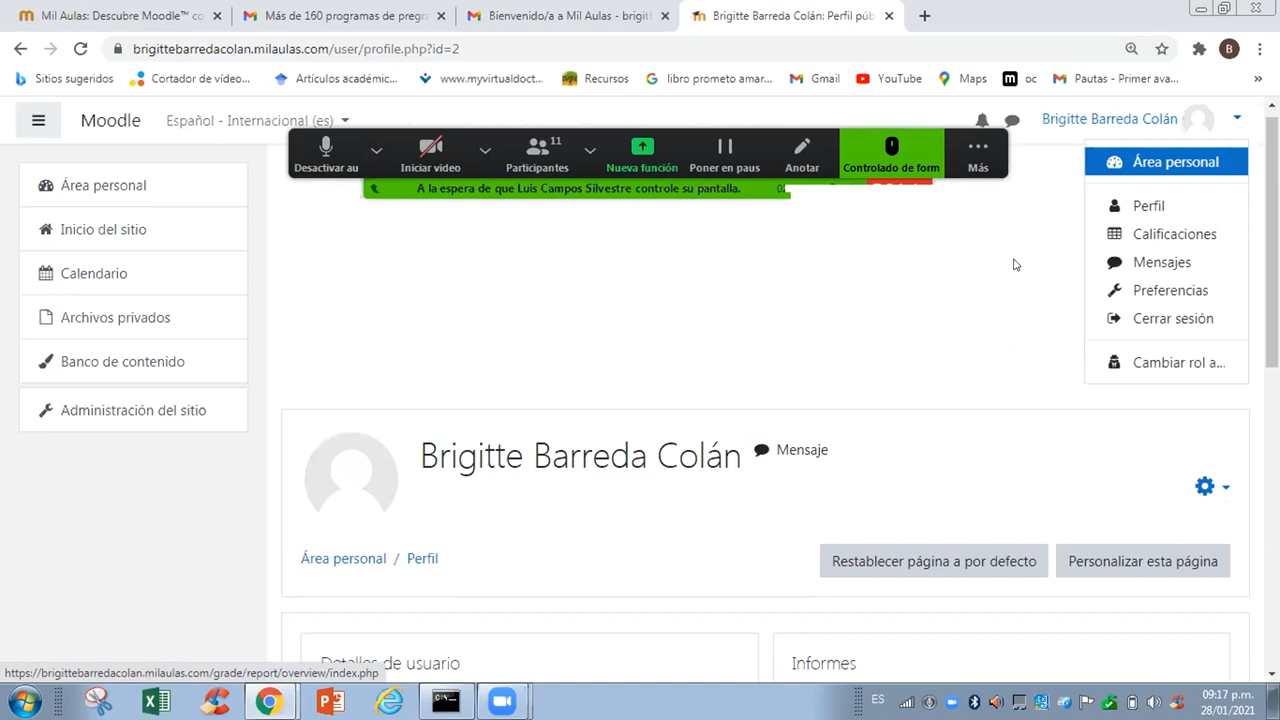 Mil Aulas: Descubre Moodle™ co
Más de 160 programas de pregr
Bienvenido/a a Mil Aulas - brigitt
Brigitte Barreda Colán: Perfil púb
brigittebarredacolan.milaulas.com/user/profile.php?id=2
B
Sitios sugeridos
Cortador de vídeo...
Artículos académic...
www.myvirtualdoct...
Recursos
libro prometo amar...
Gmail
YouTube
Maps
oc
Pautas - Primer ava...
Moodle
Español - Internacional (es)
Brigitte Barreda Colán
Desactivar au
Iniciar video
Participantes
11
Nueva función
Poner en paus
Anotar
Controlado de form
Más
A la espera de que Luis Campos Silvestre controle su pantalla.
Área personal
Inicio del sitio
Calendario
Archivos privados
Banco de contenido
Administración del sitio
Área personal
Perfil
Calificaciones
Mensajes
Preferencias
Cerrar sesión
Cambiar rol a...
Brigitte Barreda Colán
Mensaje
Área personal / Perfil
Restablecer página a por defecto
Personalizar esta página
Detalles de usuario
Informes
https://brigittebarredacolan.milaulas.com/grade/report/overview/index.php
ES
09:17 p.m.
28/01/2021